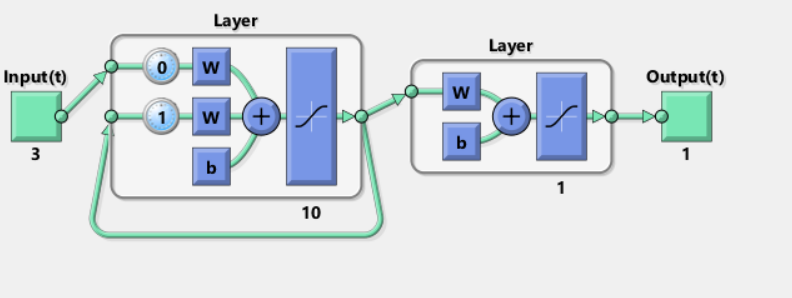 Layer
Layer
Input(t)
0
W
Output(t)
W
1
W
+
+
b
b
3
1
1
10